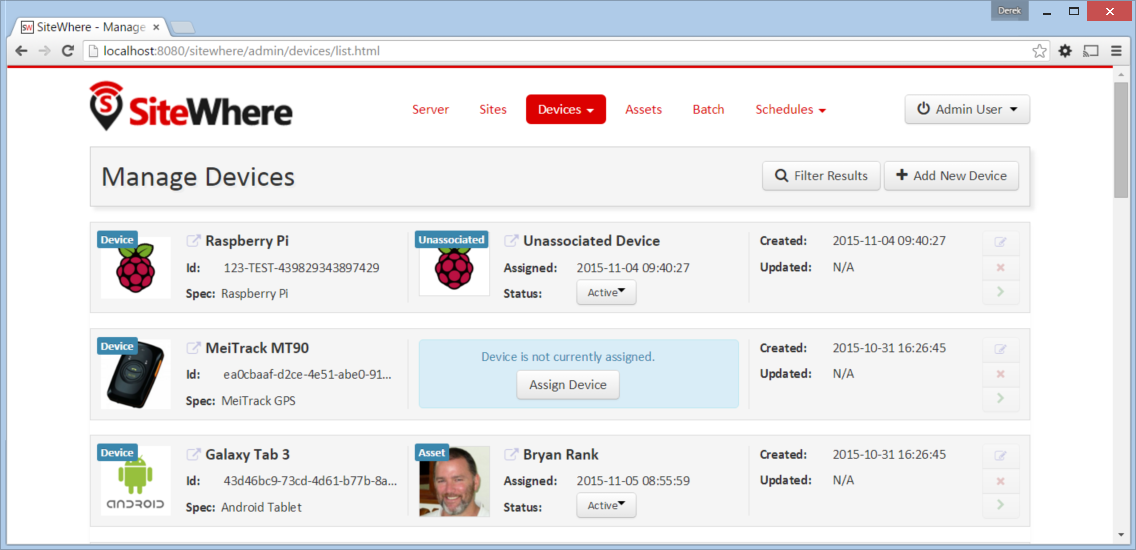 Derek
SW SiteWhere - Manage
localhost:8080/sitewhere/admin/devices/list.html
S SiteWhere Server Sites Devices Assets Batch Schedules Admin User
Manage Devices Filter Results Add New Device
Device Raspberry Pi Unassociated Unassociated Device Created: 2015-11-04 09:40:27
Id: 123-TEST-439829343897429 Assigned: 2015-11-04 09:40:27 Updated: N/A
Spec: Raspberry Pi Status: Active
Device MeiTrack MT90 Device is not currently assigned. Created: 2015-10-31 16:26:45
Id: ea0cbaaf-d2ce-4e51-abe0-91... Assign Device Updated: N/A
Spec: MeiTrack GPS
Device Galaxy Tab 3 Asset Bryan Rank Created: 2015-10-31 16:26:45
Id: 43d46bc9-73cd-4d61-b77b-8a... Assigned: 2015-11-05 08:55:59 Updated: N/A
ANDROID Spec: Android Tablet Status: Active